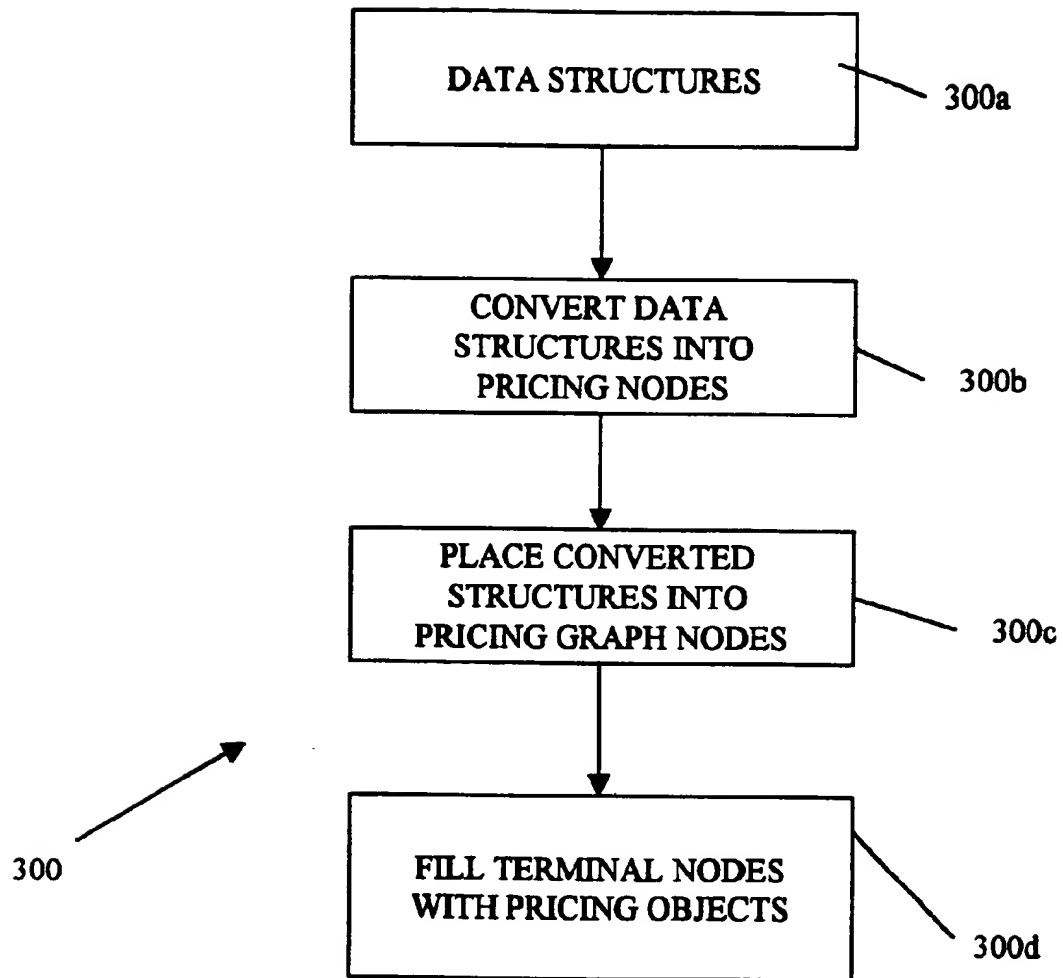 DATA STRUCTURES
300a
CONVERT DATA
STRUCTURES INTO
PRICING NODES
300b
PLACE CONVERTED
STRUCTURES INTO
PRICING GRAPH NODES
300c
300
FILL TERMINAL NODES
WITH PRICING OBJECTS
300d